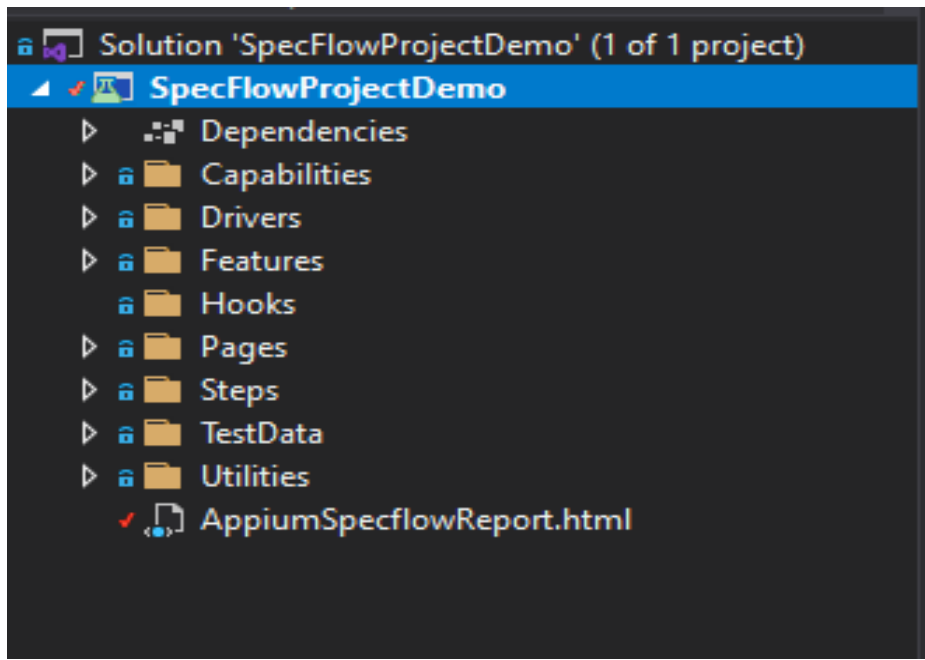 Solution 'SpecFlowProjectDemo' (1 of 1 project)
SpecFlowProjectDemo
Dependencies
Capabilities
Drivers
Features
Hooks
Pages
Steps
TestData
Utilities
AppiumSpecflowReport.html